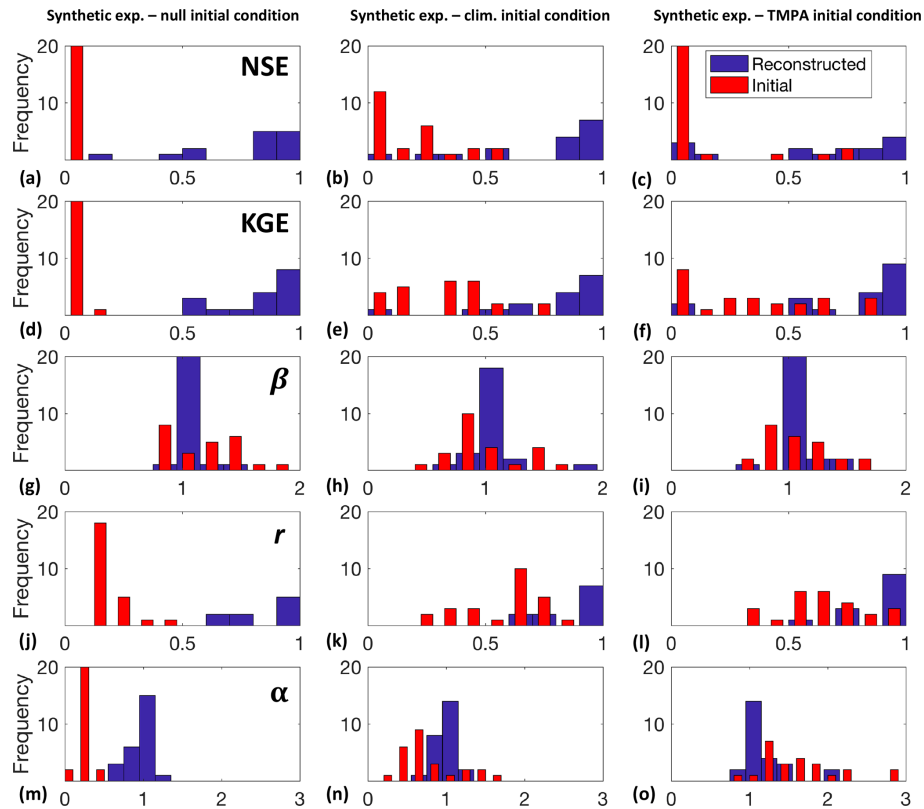 Synthetic exp. – null initial condition Synthetic exp. – clim. initial condition Synthetic exp. – TMPA initial condition
20 NSE 20 20 Reconstructed
Initial
Frequency
10 10 10
(a) 0 0.5 1 (b) 0 0.5 1 (c) 0 0.5 1
20 KGE 20 20
Frequency
10 10 10
(d) 0 0.5 1 (e) 0 0.5 1 (f) 0 0.5 1
20 β 20 20
Frequency
10 10 10
(g) 0 1 2 (h) 0 1 2 (i) 0 1 2
20 r 20 20
Frequency
10 10 10
(j) 0 0.5 1 (k) 0 0.5 1 (l) 0 0.5 1
20 α 20 20
Frequency
10 10 10
(m) 0 1 2 3 (n) 0 1 2 3 (o) 0 1 2 3